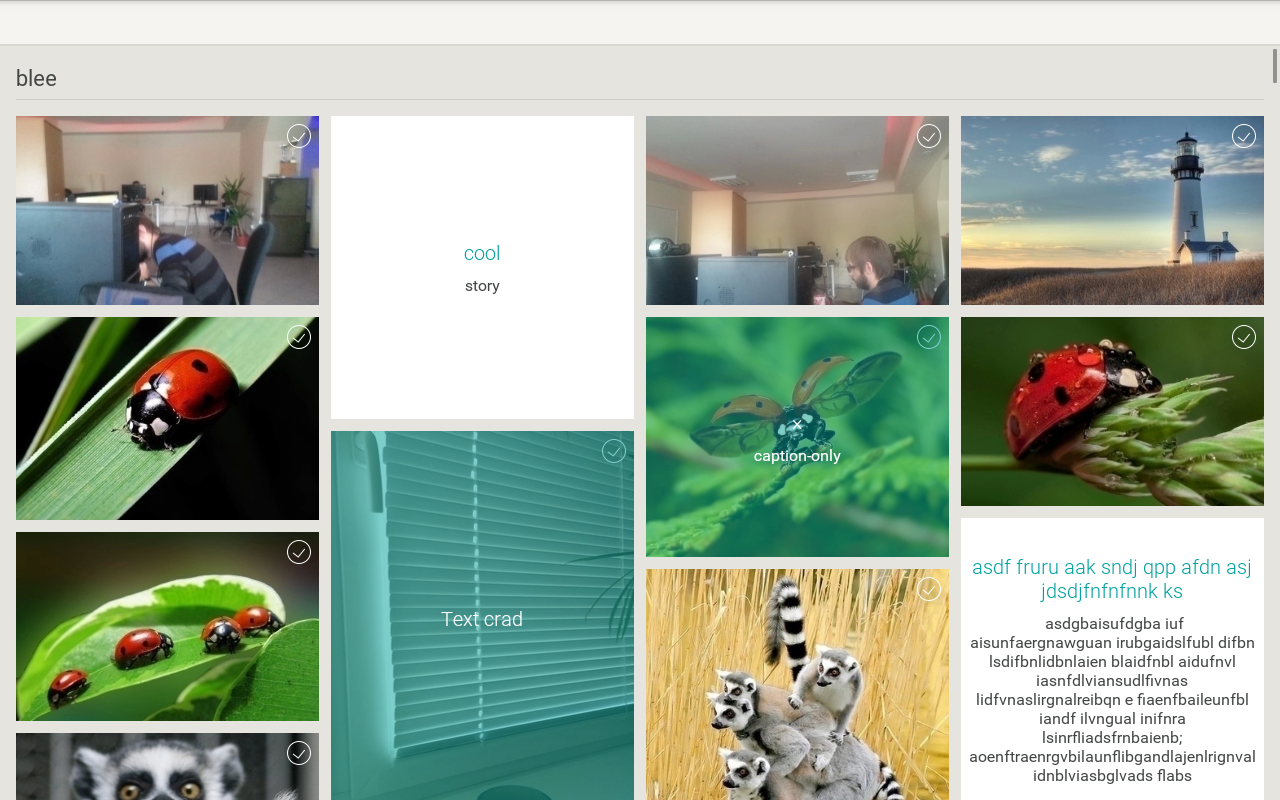 blee
cool
story
caption-only
Text crad
asdf fruru aak sndj qpp afdn asj
jdsdjfnfnfnnk ks
asdgbaisufdgba iuf
aisunfaergnawguan irubgaidslfubl difbn
lsdifbnlidbnlaien blaidfnbl aidufnvl
iasnfdlviansudlfivnas
lidfvnaslirgnalreibqn e fiaenfbaileunfbl
iandf ilvngual inifnra
lsinrfliadsfrnbaienb;
aoenftraenrgvbilaunflibgandlajenlrignval
idnblviasbglvads flabs